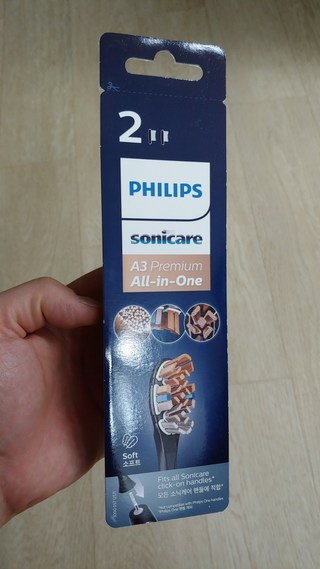 2
PHILIPS
sonicare
A3 Premium
All-in-One
Soft
소프트
Fits all Sonicare
click-on handles*
모든 소닉케어 핸들에 적합*